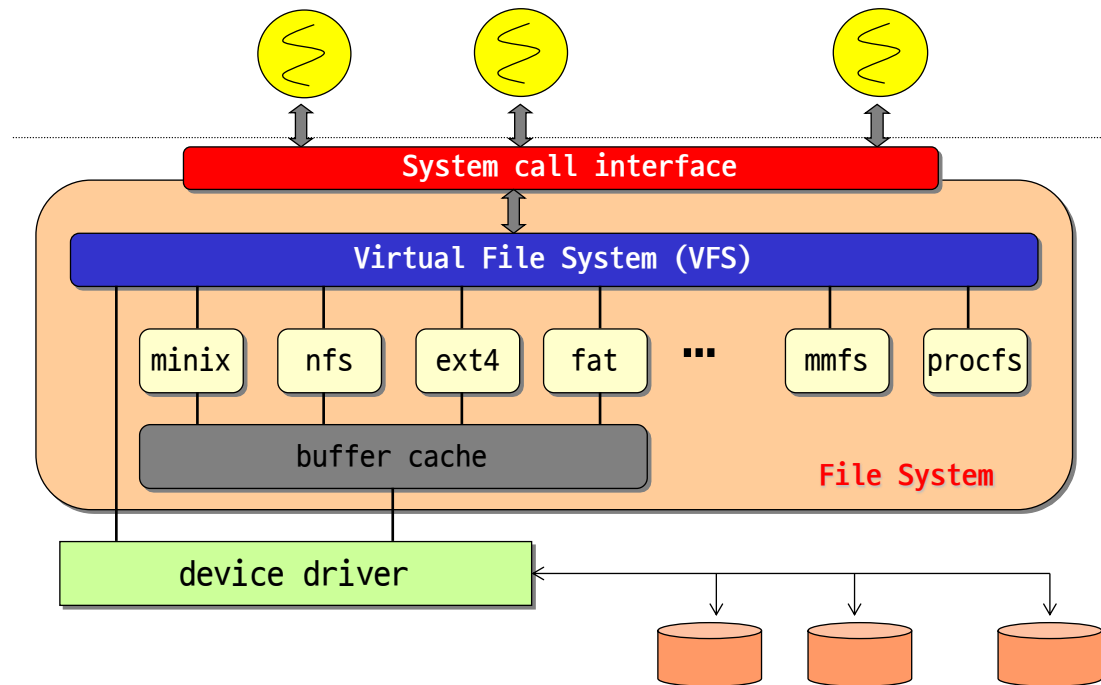 System call interface
Virtual File System (VFS)
minix nfs ext4 fat ... mmfs procfs
buffer cache
File System
device driver